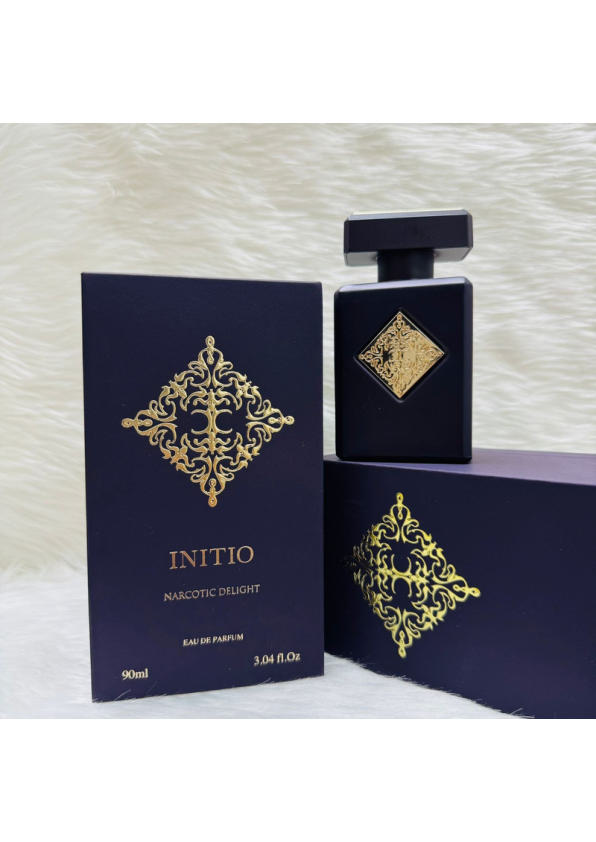 INITIO
NARCOTIC DELIGHT
EAU DE PARFUM
90ml
3.04 fl.Oz